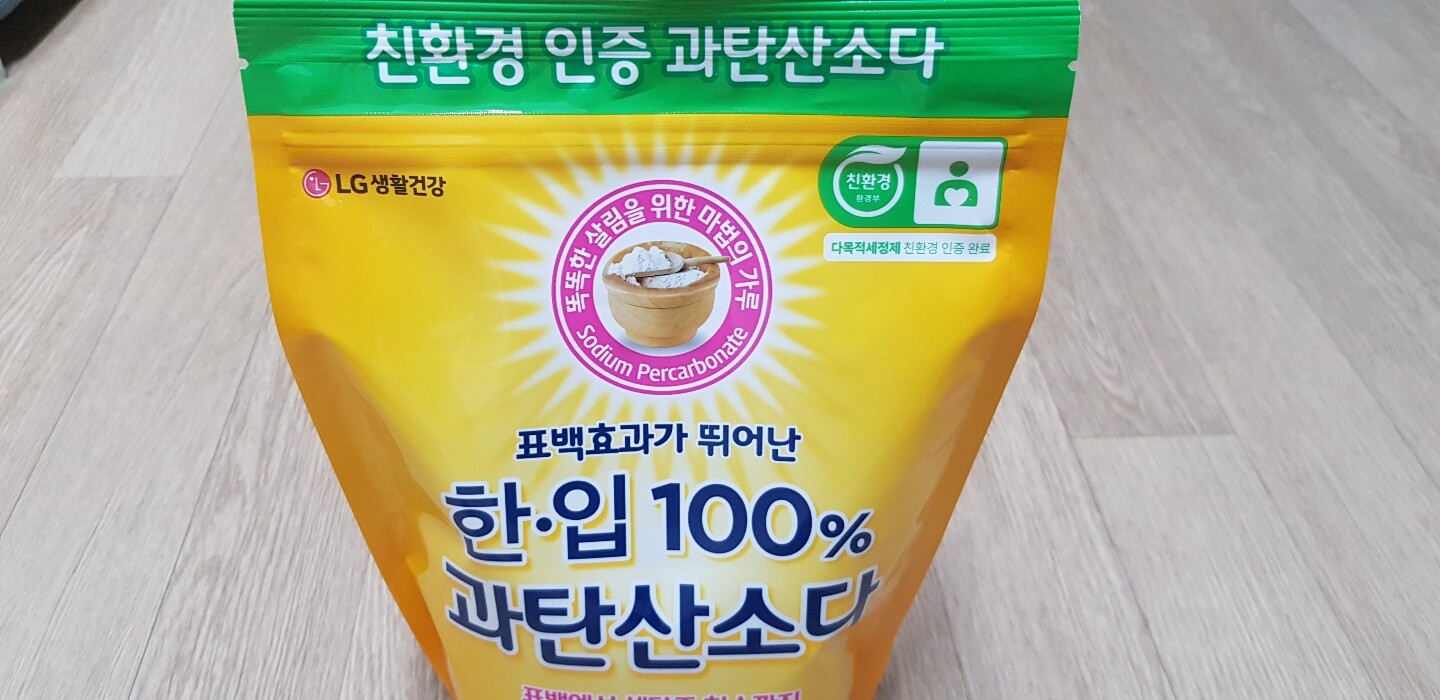 친환경 인증 과탄산소다
LG 생활건강
친환경
환경부
다목적세정제 친환경 인증 완료
똑똑한 살림을 위한 마법의 가루
Sodium Percarbonate
표백효과가 뛰어난
한·입 100%
과탄산소다